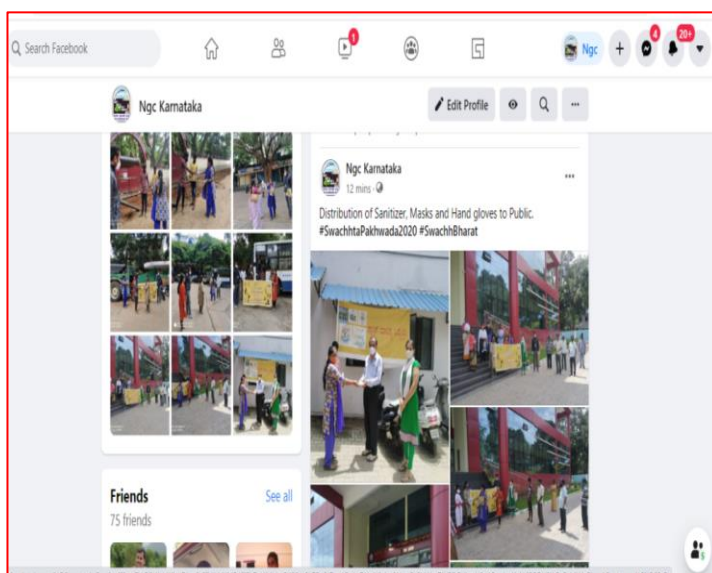 Search Facebook
1
Ngc
4
20+
Ngc Karnataka
Edit Profile
Ngc Karnataka
12 mins
Distribution of Sanitizer, Masks and Hand gloves to Public.
#SwachhtaPakhwada2020 #SwachhBharat
Friends
See all
75 friends